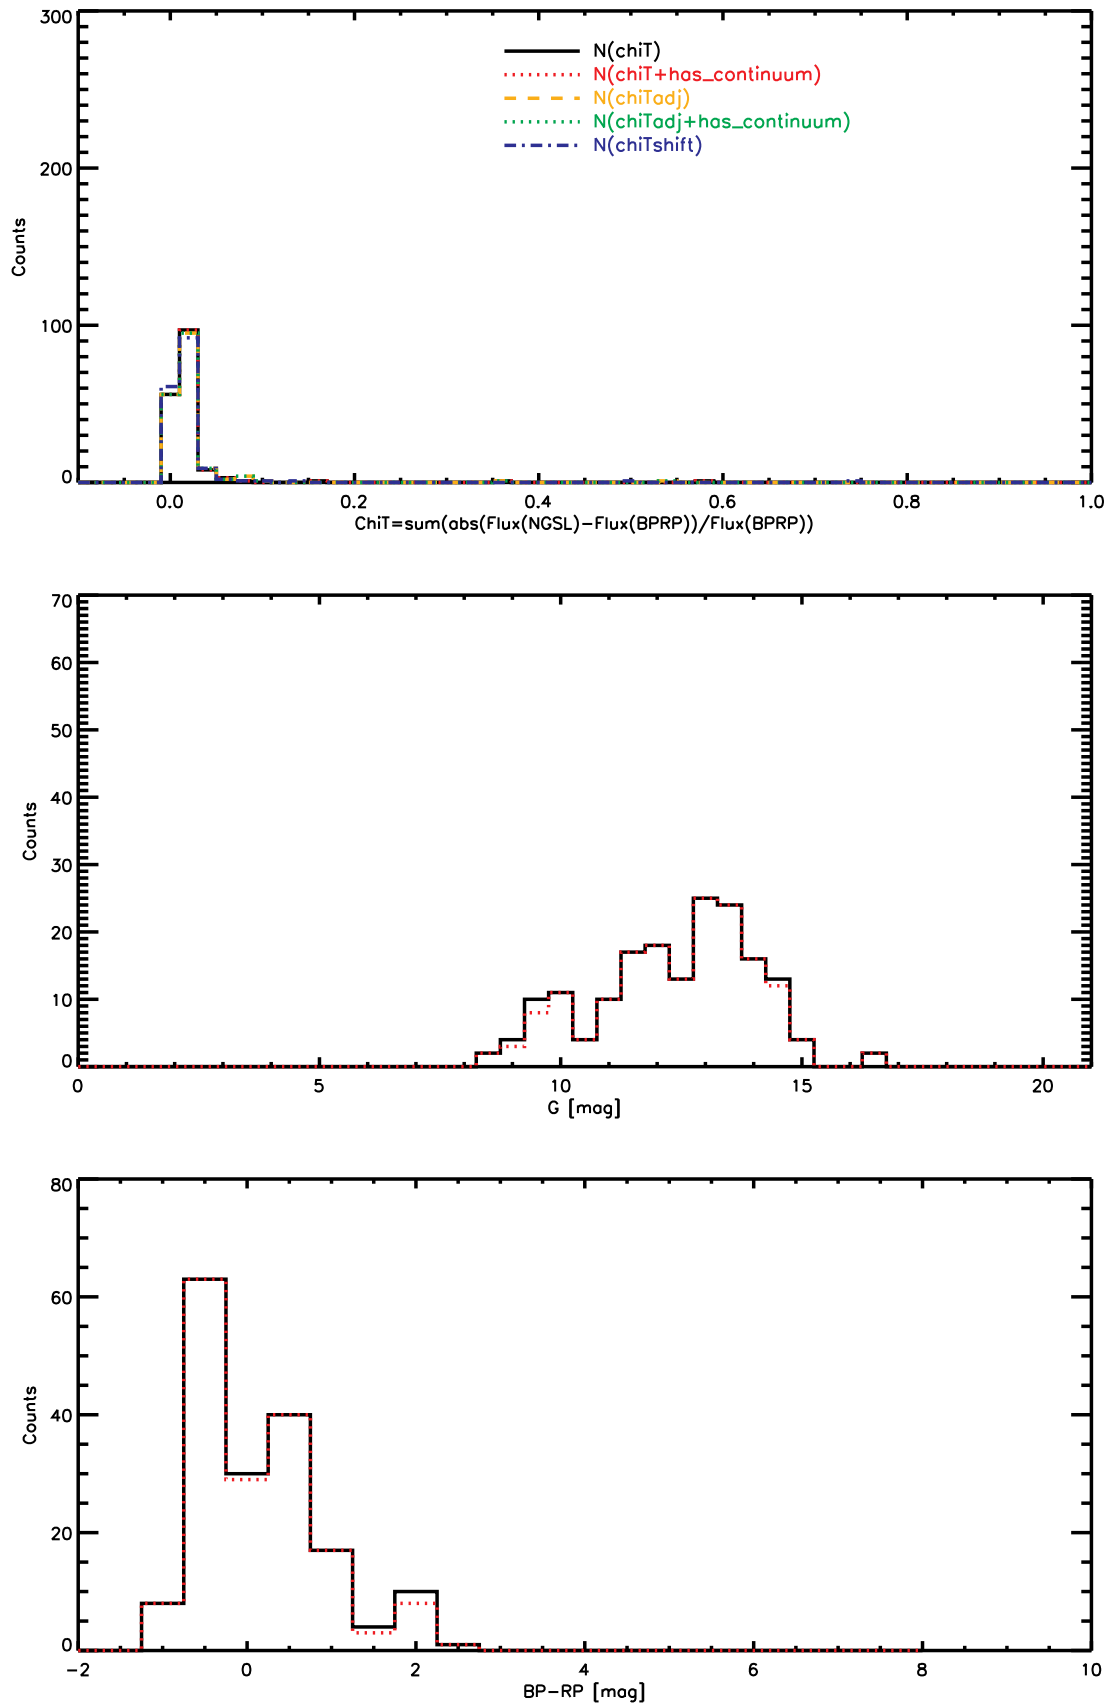 300
N(chiT)
N(chiT+has_continuum)
N(chiTadj)
N(chiTadj+has_continuum)
N(chiTshift)
200
Counts
100
0
0.0 0.2 0.4 0.6 0.8 1.0
ChiT=sum(abs(Flux(NGSL)-Flux(BPRP))/Flux(BPRP))
70
60
50
40
Counts
30
20
10
0
0 5 10 15 20
G [mag]
80
60
Counts
40
20
0
-2 0 2 4 6 8 10
BP-RP [mag]